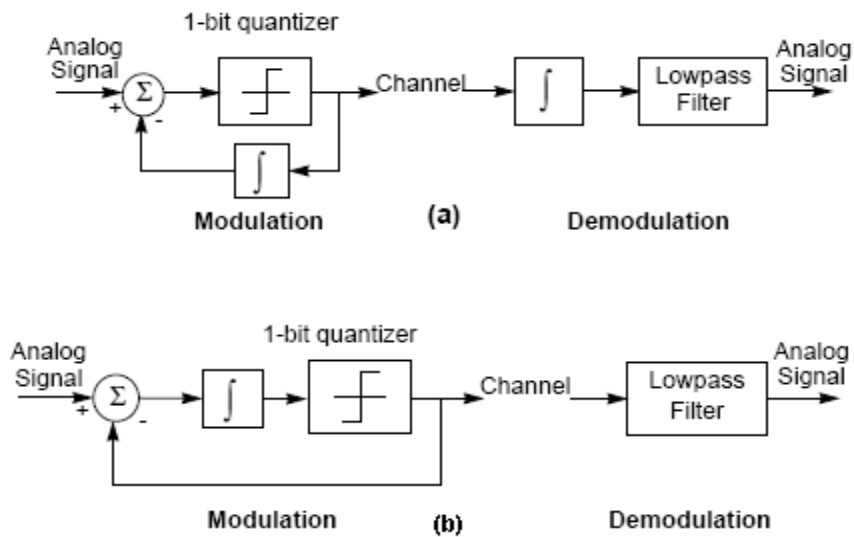 1-bit quantizer
Analog
Signal
Σ
+
-
∫
Channel
∫
Lowpass
Filter
Analog
Signal
Modulation
(a)
Demodulation
1-bit quantizer
Analog
Signal
Σ
+
-
∫
Channel
Lowpass
Filter
Analog
Signal
Modulation
(b)
Demodulation